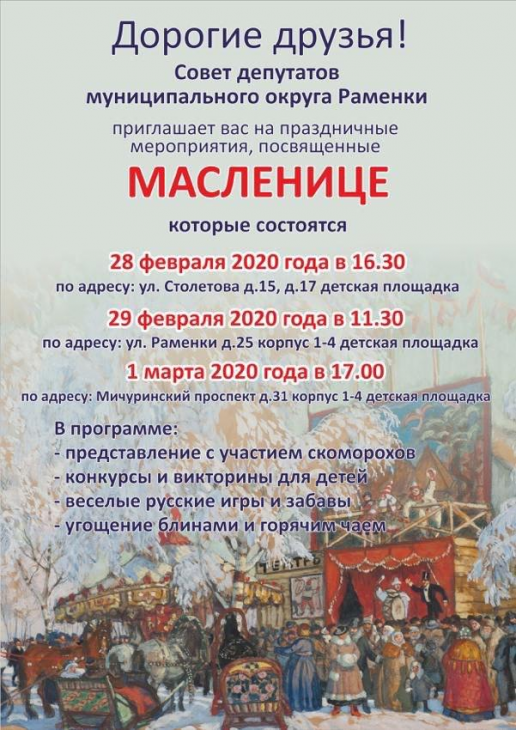 Дорогие друзья!
Совет депутатов
муниципального округа Раменки
приглашает вас на праздничные
мероприятия, посвященные
МАСЛЕНИЦЕ
которые состоятся
28 февраля 2020 года в 16.30
по адресу: ул. Столетова д.15, д.17 детская площадка
29 февраля 2020 года в 11.30
по адресу: ул. Раменки д.25 корпус 1-4 детская площадка
1 марта 2020 года в 17.00
по адресу: Мичуринский проспект д.31 корпус 1-4 детская площадка
В программе:
- представление с участием скоморохов
- конкурсы и викторины для детей
- веселые русские игры и забавы
- угощение блинами и горячим чаем
ТЕАТРЪ